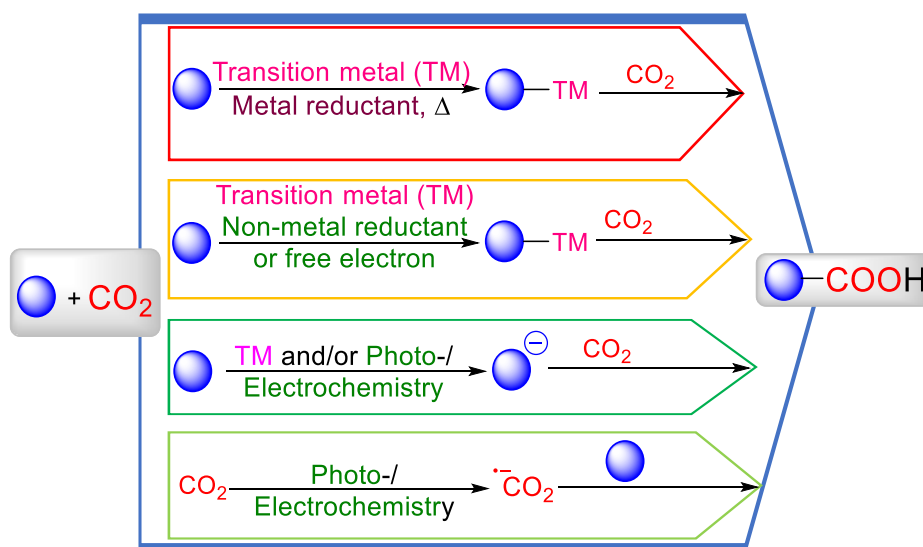 Transition metal (TM)
Metal reductant, Δ
TM
CO2
Transition metal (TM)
Non-metal reductant
or free electron
TM
CO2
+ CO2
COOH
TM and/or Photo-/
Electrochemistry
−
CO2
CO2
Photo-/
Electrochemistry
·−CO2